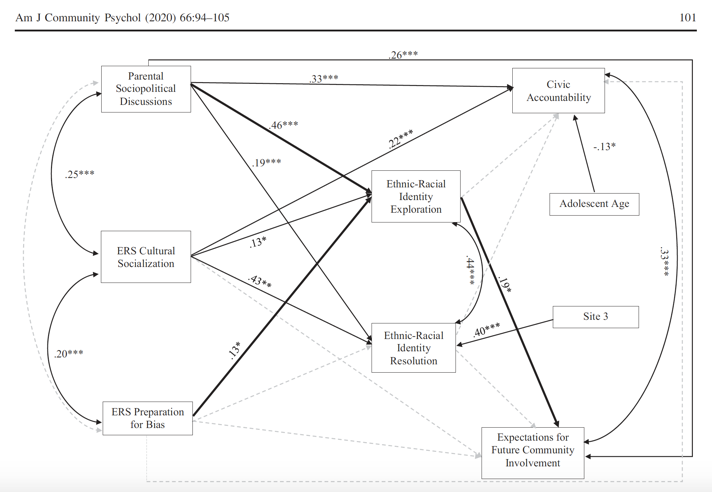 Am J Community Psychol (2020) 66:94–105 101
.26***
Parental
Sociopolitical
Discussions
.33***
Civic
Accountability
.46***
.22***
-.13*
.19***
.25***
Ethnic-Racial
Identity
Exploration
Adolescent Age
ERS Cultural
Socialization
.13*
.43**
.44***
.19*
.33***
Site 3
.20***
.13*
.40***
Ethnic-Racial
Identity
Resolution
ERS Preparation
for Bias
Expectations for
Future Community
Involvement